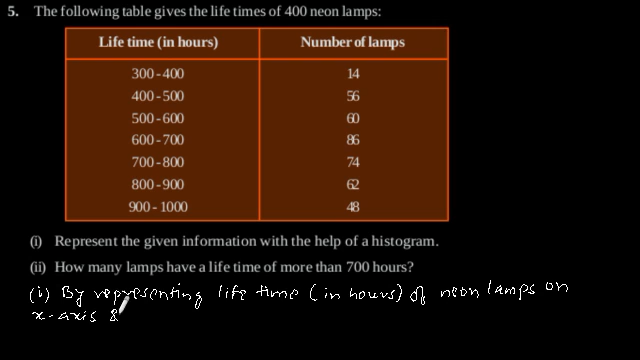 5. The following table gives the life times of 400 neon lamps:
Life time (in hours) Number of lamps
300 - 400 14
400 - 500 56
500 - 600 60
600 - 700 86
700 - 800 74
800 - 900 62
900 - 1000 48
(i) Represent the given information with the help of a histogram.
(ii) How many lamps have a life time of more than 700 hours?
(i) By representing life time (in hours) of neon lamps on
x-axis &